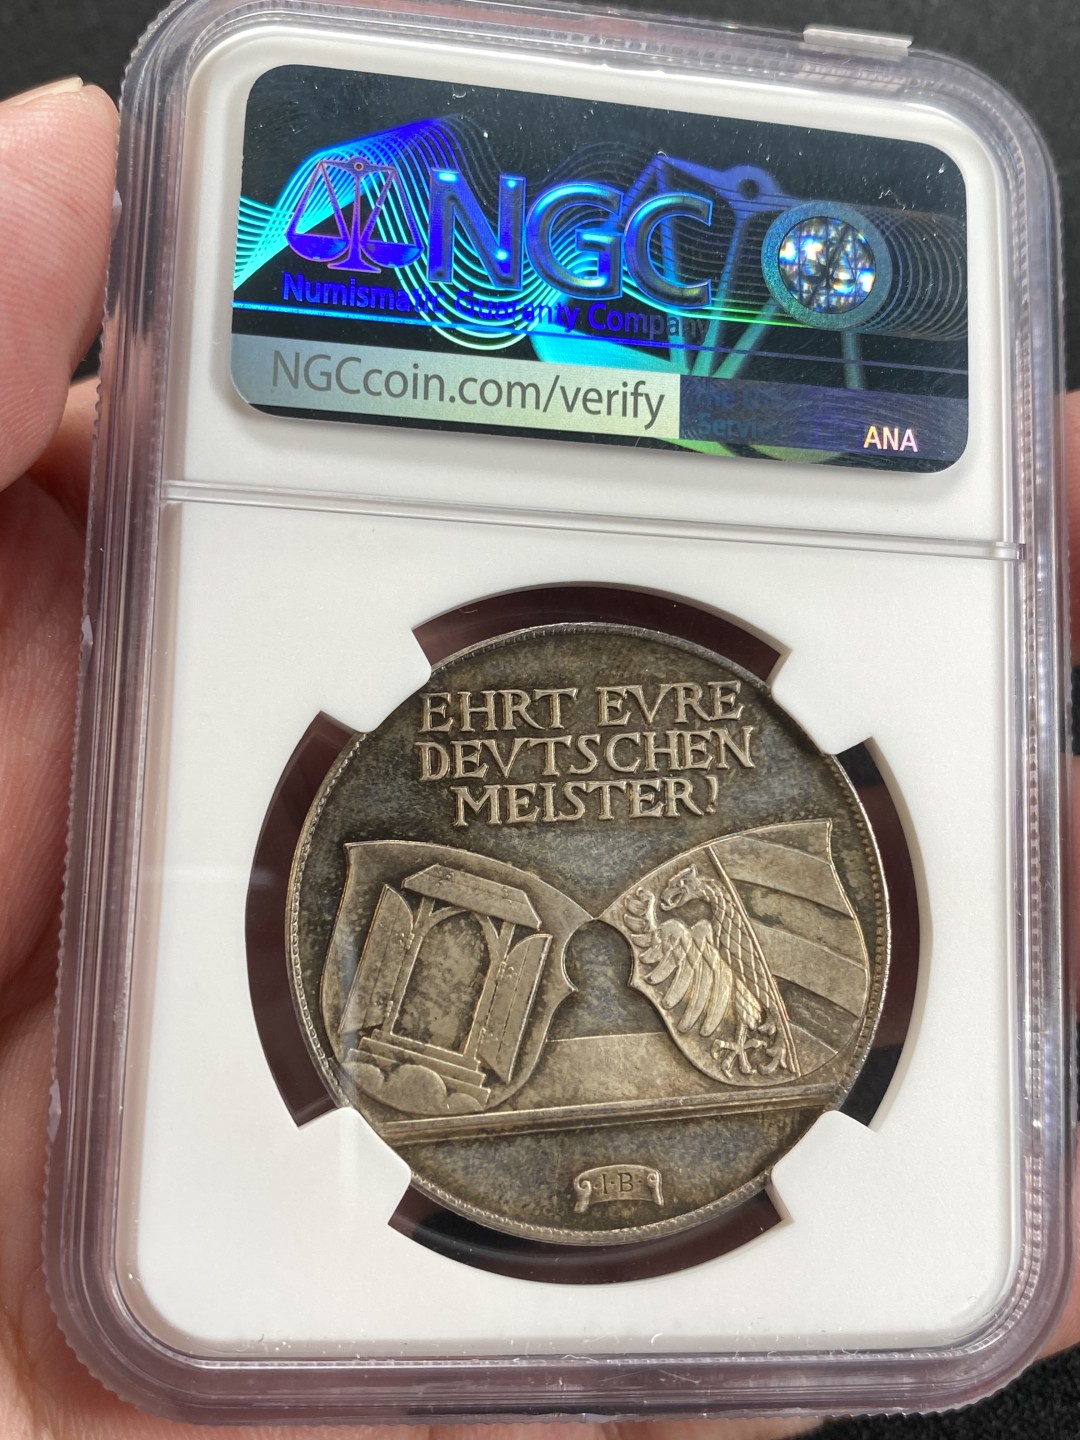 NGC
Numismatic Guaranty Company
NGCcoin.com/verify
ANA
EHRT EVRE
DEVTSCHEN
MEISTER!
·I·B·